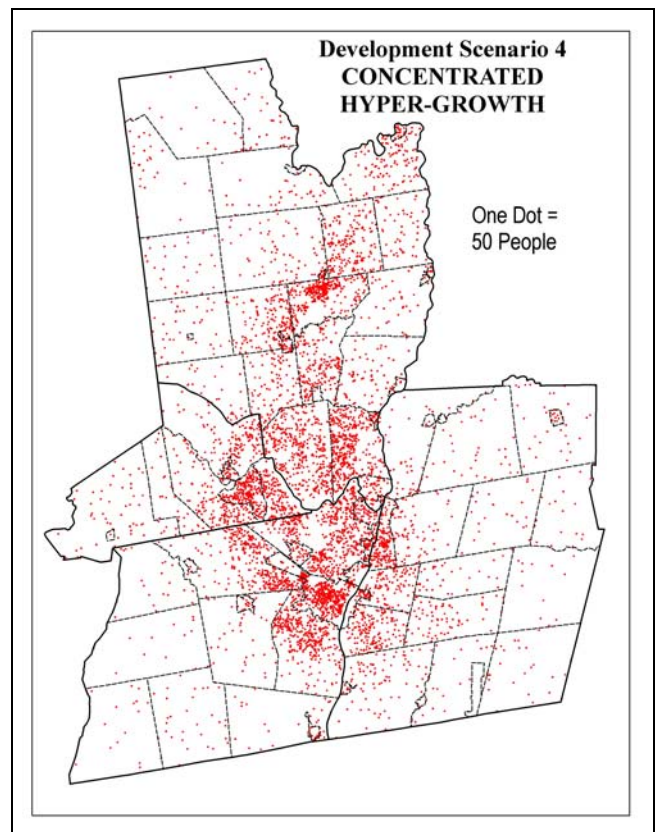 Development Scenario 4
CONCENTRATED
HYPER-GROWTH
One Dot =
50 People